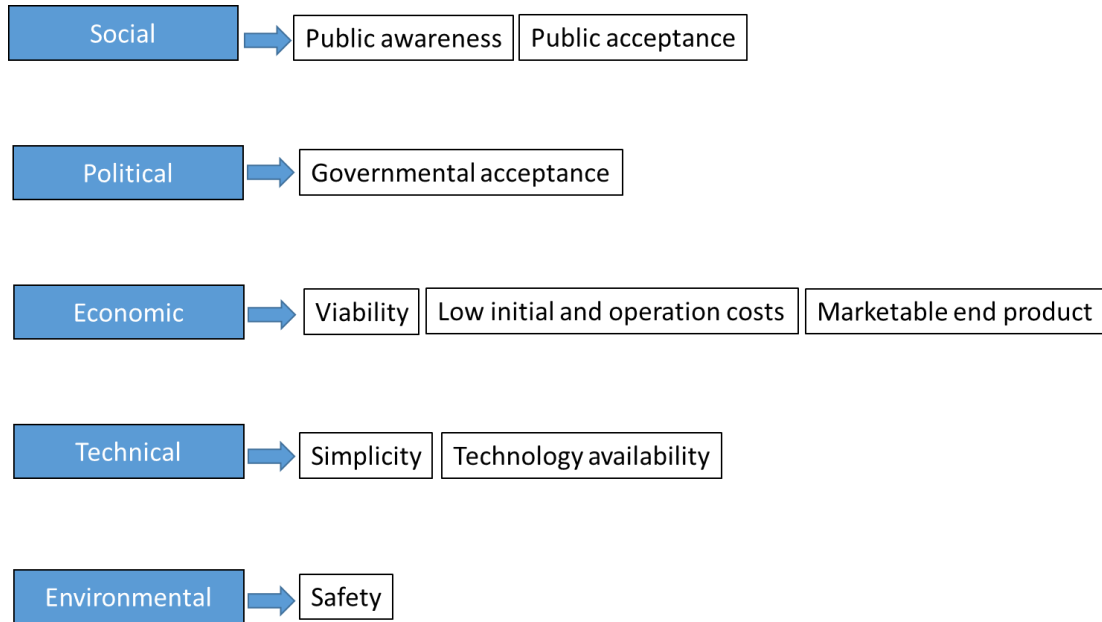 Social Public awareness Public acceptance
Political Governmental acceptance
Economic Viability Low initial and operation costs Marketable end product
Technical Simplicity Technology availability
Environmental Safety